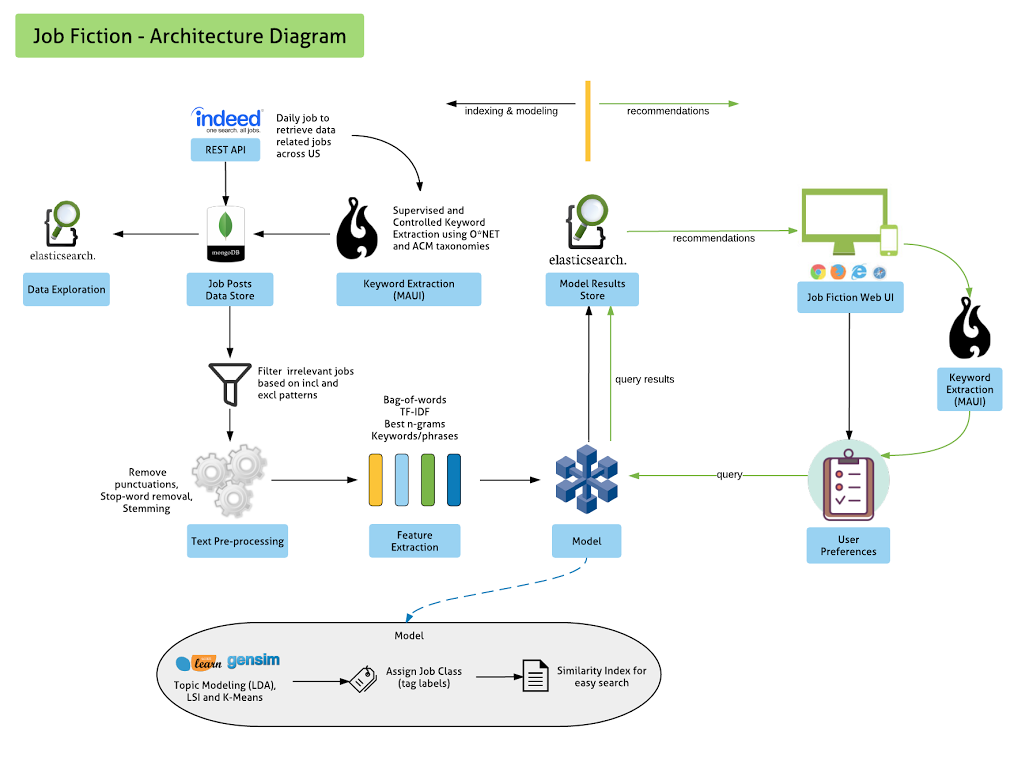 Job Fiction - Architecture Diagram
indexing & modeling
recommendations
indeed
one search. all jobs.
REST API
Daily job to
retrieve data
related jobs
across US
elasticsearch.
Data Exploration
mongoDB
Job Posts
Data Store
Supervised and
Controlled Keyword
Extraction using O*NET
and ACM taxonomies
Keyword Extraction
(MAUI)
elasticsearch.
Model Results
Store
recommendations
Job Fiction Web UI
Keyword
Extraction
(MAUI)
Filter irrelevant jobs
based on incl and
excl patterns
query results
Bag-of-words
TF-IDF
Best n-grams
Keywords/phrases
Remove
punctuations,
Stop-word removal,
Stemming
query
Text Pre-processing
Feature
Extraction
Model
User
Preferences
Model
learn
gensim
Topic Modeling (LDA),
LSI and K-Means
Assign Job Class
(tag labels)
Similarity Index for
easy search